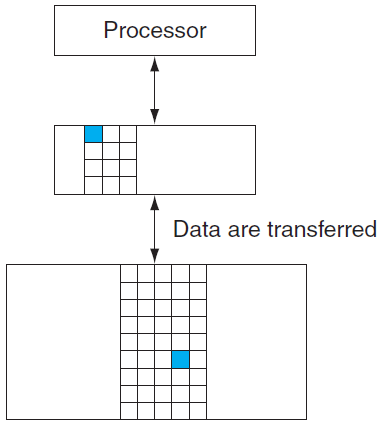 Processor
Data are transferred